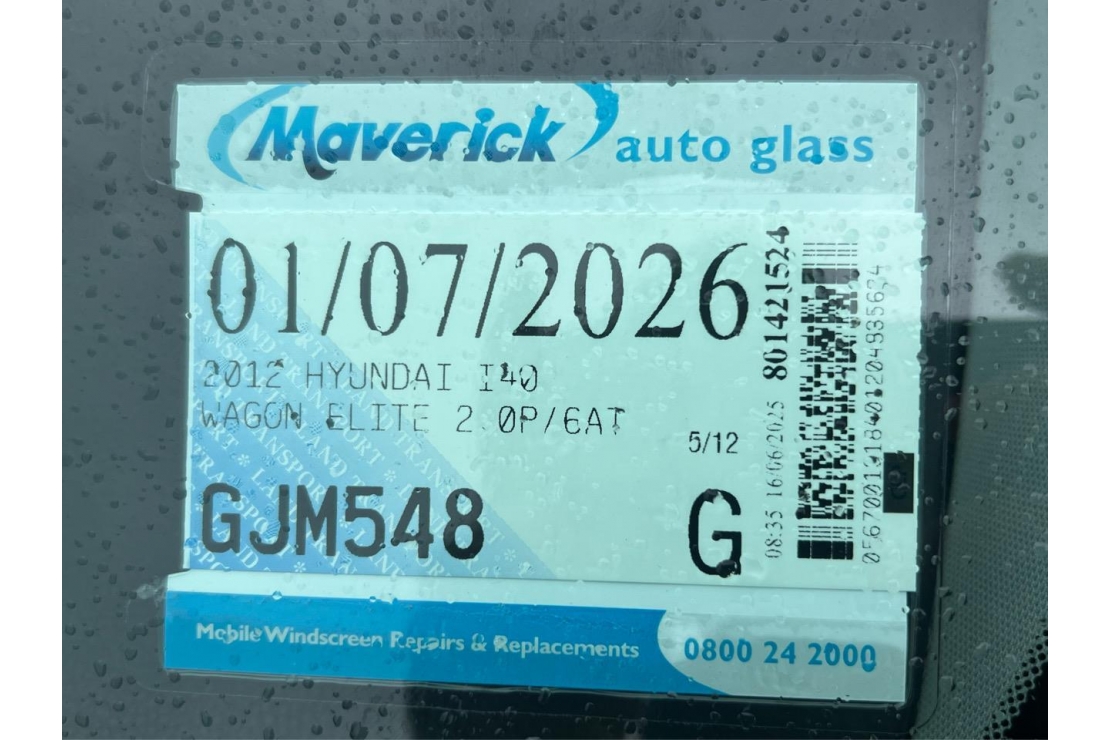 Maverick auto glass
01/07/2026
2012 HYUNDAI I40
WAGON ELITE 2.0P/6AT
5/12
GJM548
G
801421524
08:35 16/06/2025
Mobile Windscreen Repairs & Replacements
0800 24 2000